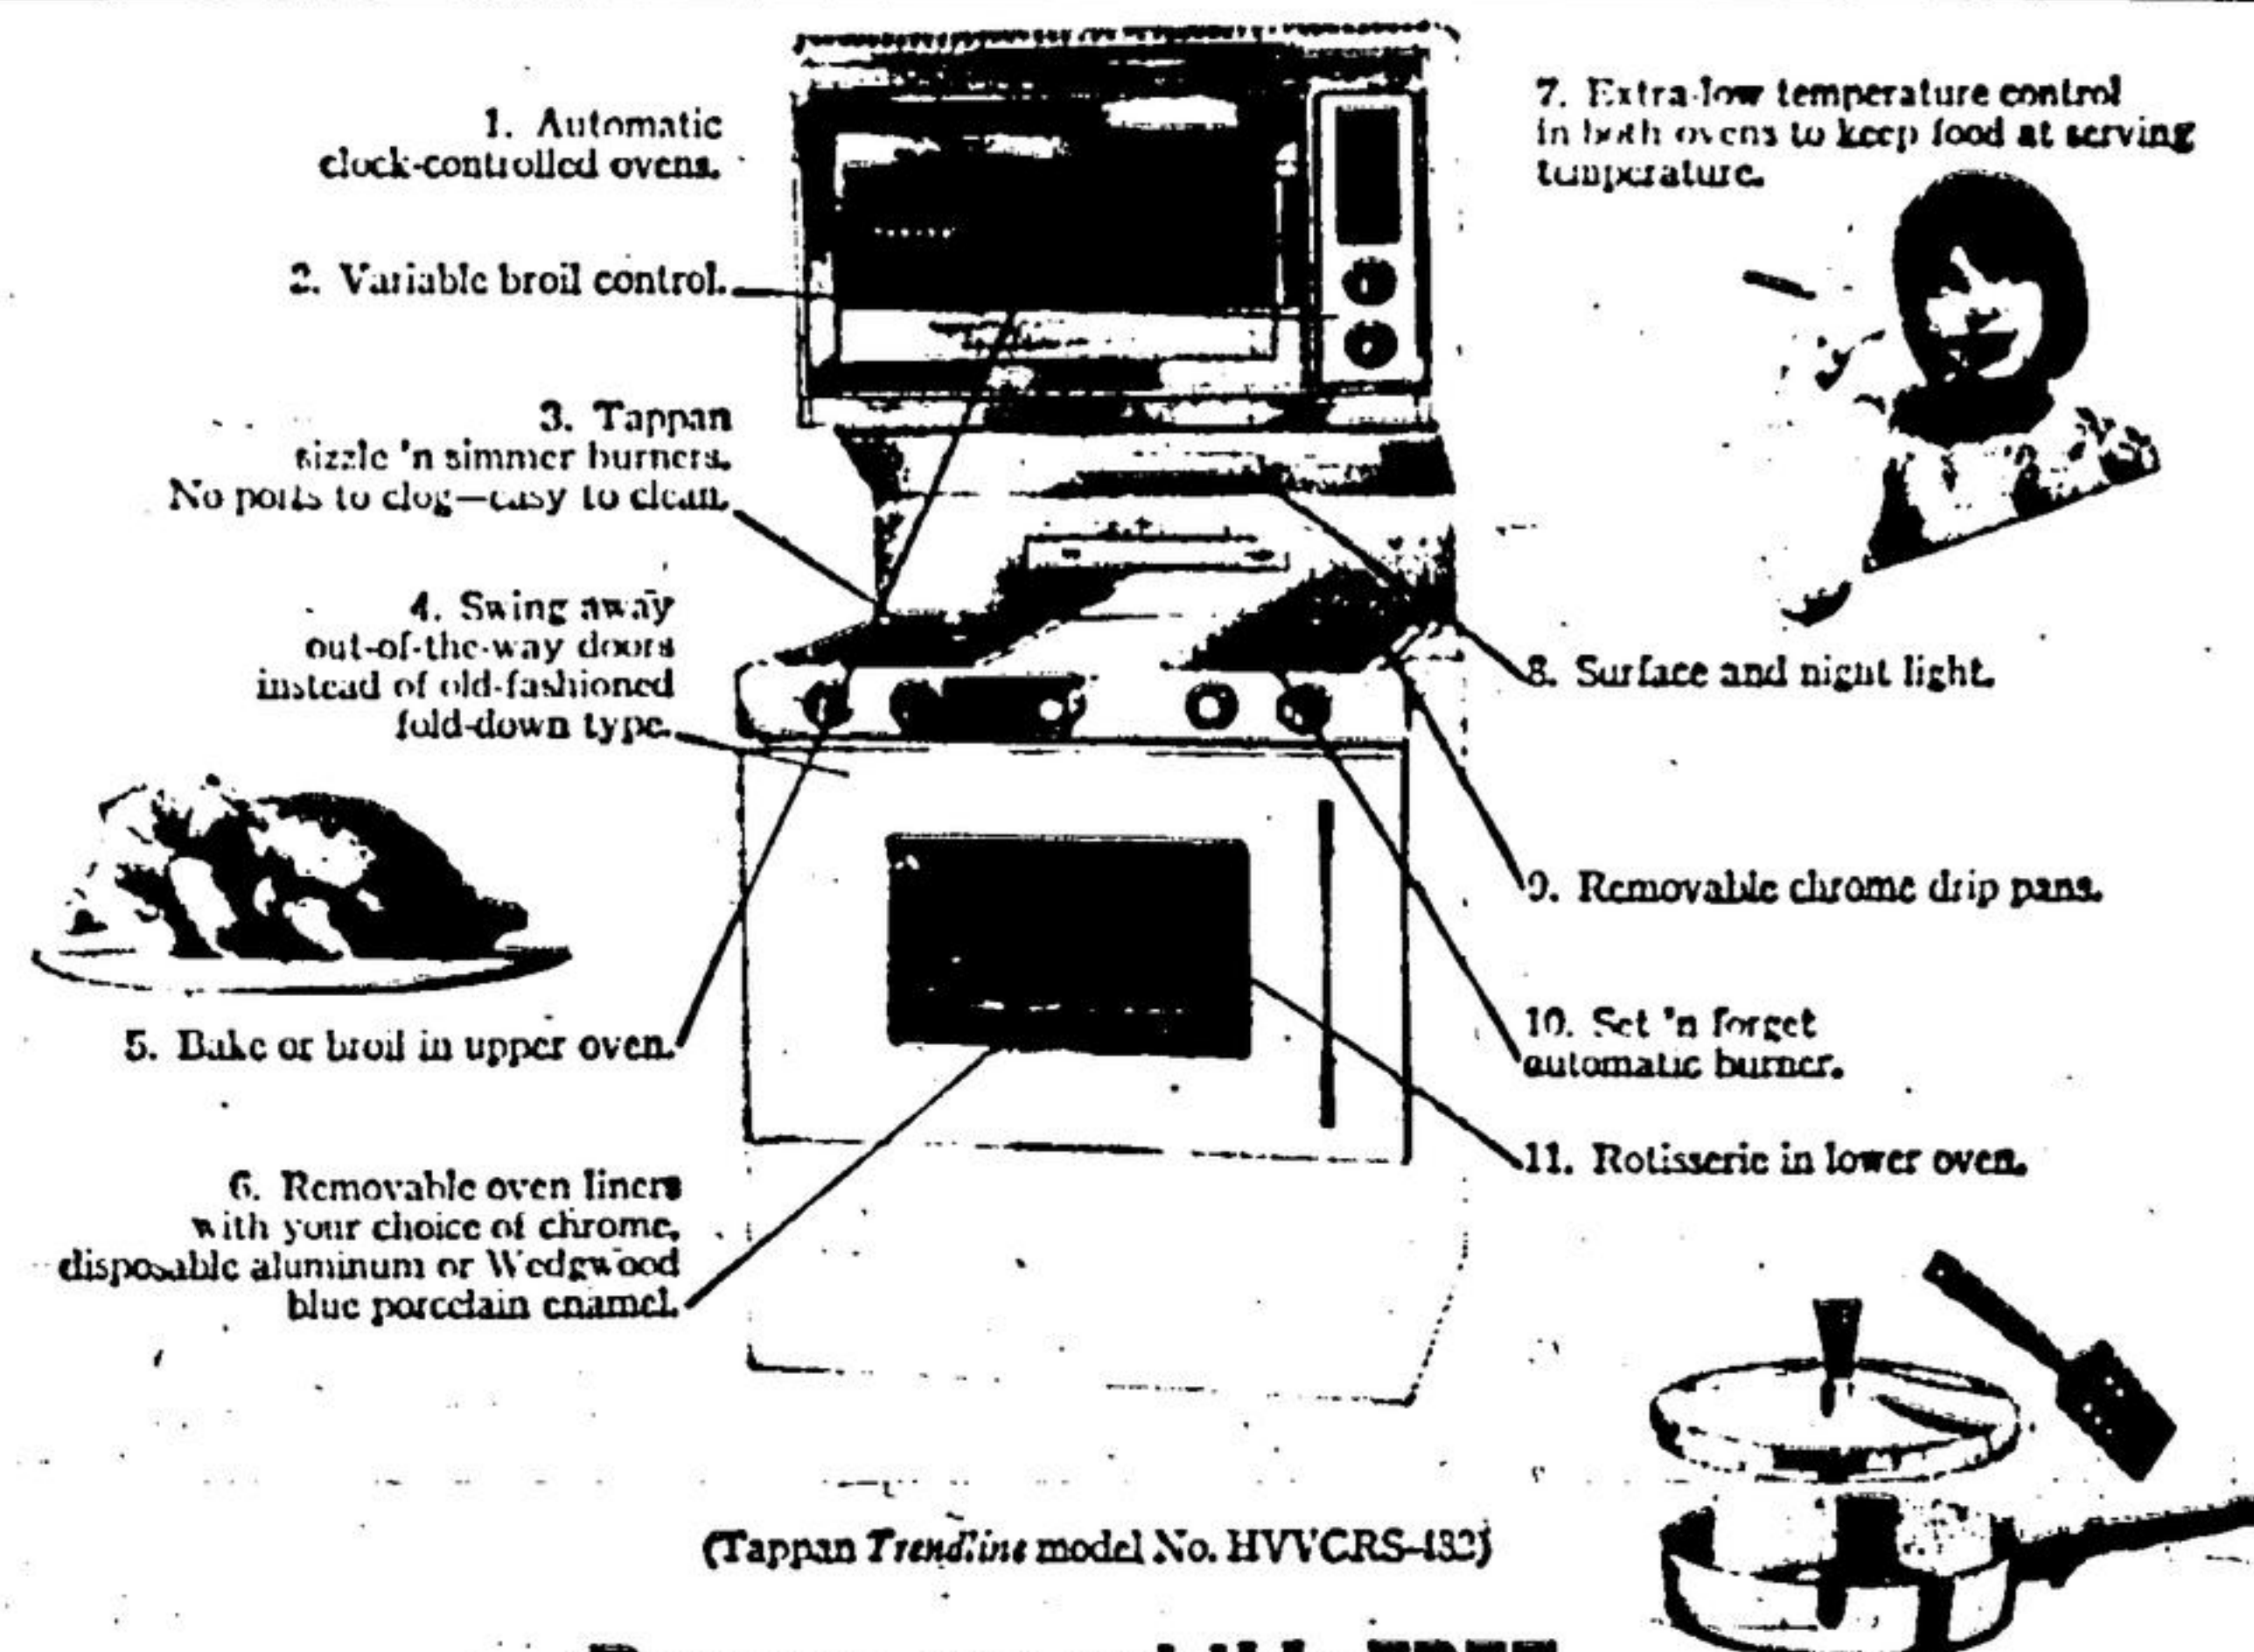 1. Automatic
clock-controlled ovens.
2. Variable broil control.
3. Tappan
sizzle 'n simmer burners.
No ports to clog—easy to clean.
4. Swing away
out-of-the-way doors
instead of old-fashioned
fold-down type.
5. Bake or broil in upper oven.
6. Removable oven liners
with your choice of chrome,
disposable aluminum or Wedgwood
blue porcelain enamel.
7. Extra-low temperature control
in both ovens to keep food at serving
temperature.
8. Surface and night light.
9. Removable chrome drip pans.
10. Set 'n forget
automatic burner.
11. Rotisserie in lower oven.
(Tappan Trendline model No.